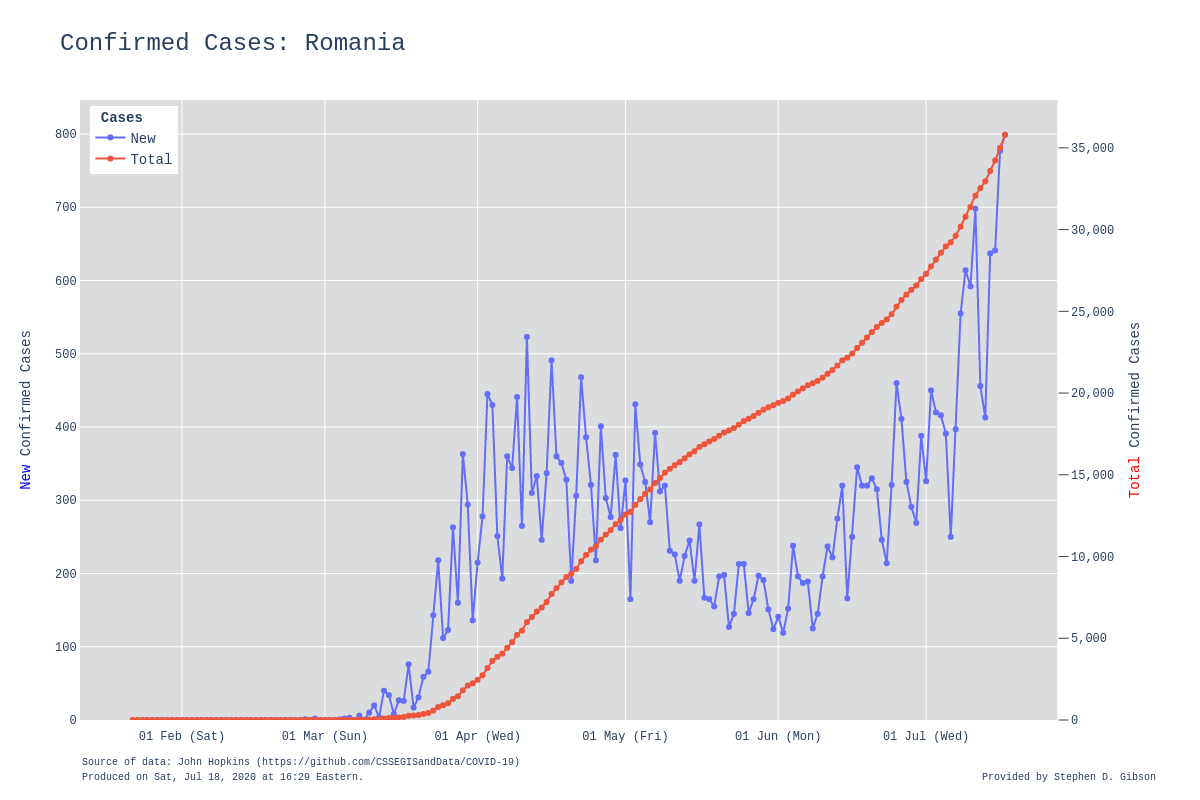 Confirmed Cases: Romania
Cases
New
Total
800
700
600
500
400
300
200
100
0
35,000
30,000
25,000
20,000
15,000
10,000
5,000
0
New Confirmed Cases
Total Confirmed Cases
01 Feb (Sat)
01 Mar (Sun)
01 Apr (Wed)
01 May (Fri)
01 Jun (Mon)
01 Jul (Wed)
Source of data: John Hopkins (https://github.com/CSSEGISandData/COVID-19)
Produced on Sat, Jul 18, 2020 at 16:29 Eastern.
Provided by Stephen D. Gibson